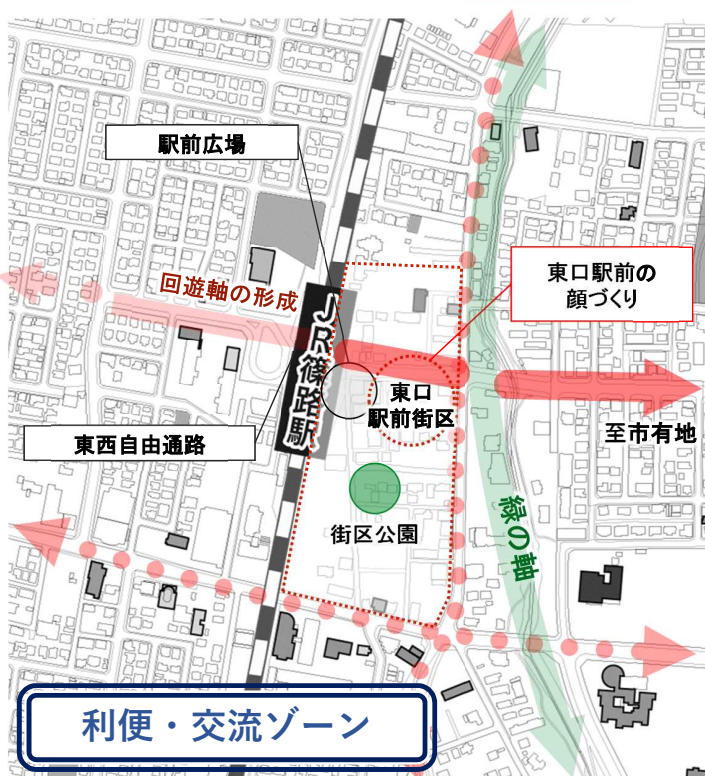 駅前広場
東口駅前の
顔づくり
回遊軸の形成
JR篠路駅
東口
駅前街区
東西自由通路
至市有地
街区公園
緑の軸
利便・交流ゾーン